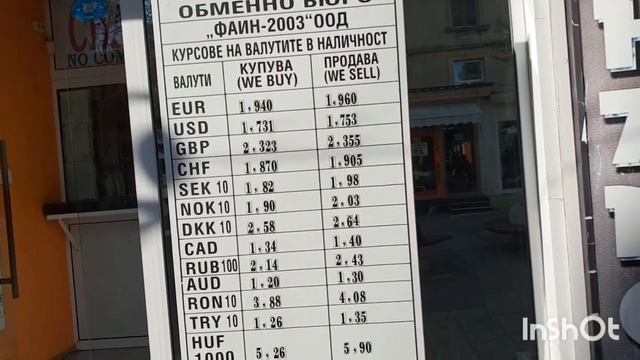 ОБМЕННО БЮРО
„ФАИН-2003“ООД
КУРСОВЕ НА ВАЛУТИТЕ В НАЛИЧНОСТ
ВАЛУТИ КУПУВА (WE BUY) ПРОДАВА (WE SELL)
EUR 1,940 1,960
USD 1,731 1,753
GBP 2,323 2,355
CHF 1,870 1,905
SEK 10 1,82 1,98
NOK 10 1,90 2,03
DKK 10 2,58 2,64
CAD 1,34 1,40
RUB 100 2,14 2,43
AUD 1,20 1,30
RON 10 3,88 4,08
TRY 10 1,26 1,35
HUF 1000 5,26 5,90
NO COM
InShOt